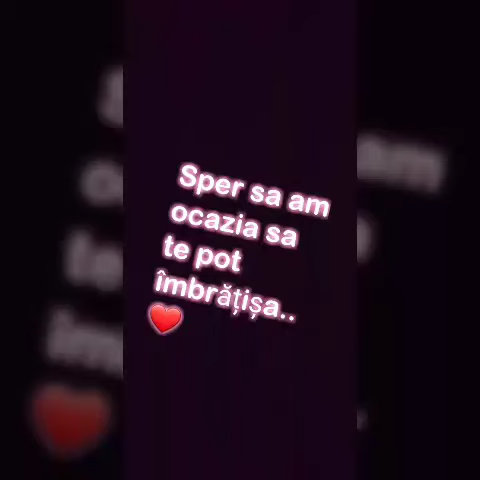 Sper sa am
ocazia sa
te pot
îmbrățișa..
❤️